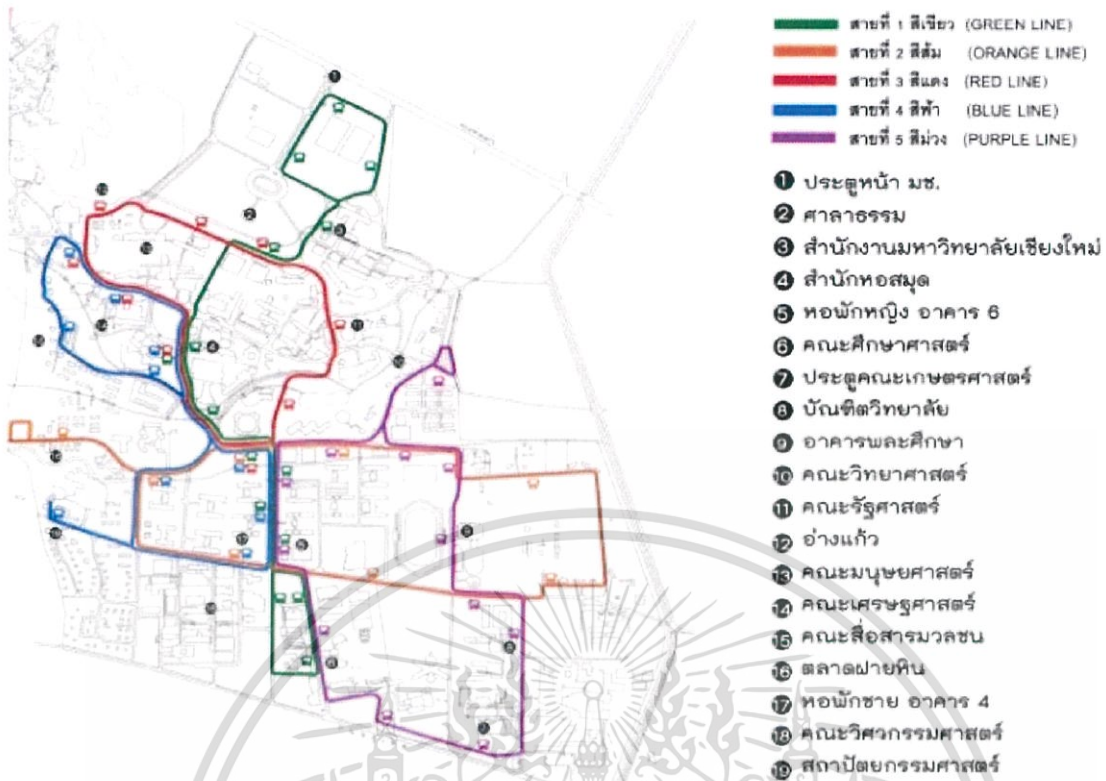 สายที่ 1 สีเขียว (GREEN LINE)
สายที่ 2 สีส้ม (ORANGE LINE)
สายที่ 3 สีแดง (RED LINE)
สายที่ 4 สีฟ้า (BLUE LINE)
สายที่ 5 สีม่วง (PURPLE LINE)
1 ประตูหน้า มช.
2 ศาลาธรรม
3 สำนักงานมหาวิทยาลัยเชียงใหม่
4 สำนักหอสมุด
5 หอพักหญิง อาคาร 6
6 คณะศึกษาศาสตร์
7 ประตูคณะเกษตรศาสตร์
8 บัณฑิตวิทยาลัย
9 อาคารพละศึกษา
10 คณะวิทยาศาสตร์
11 คณะรัฐศาสตร์
12 อ่างแก้ว
13 คณะมนุษยศาสตร์
14 คณะเศรษฐศาสตร์
15 คณะสื่อสารมวลชน
16 ตลาดฝายหิน
17 หอพักชาย อาคาร 4
18 คณะวิศวกรรมศาสตร์
19 สถาปัตยกรรมศาสตร์